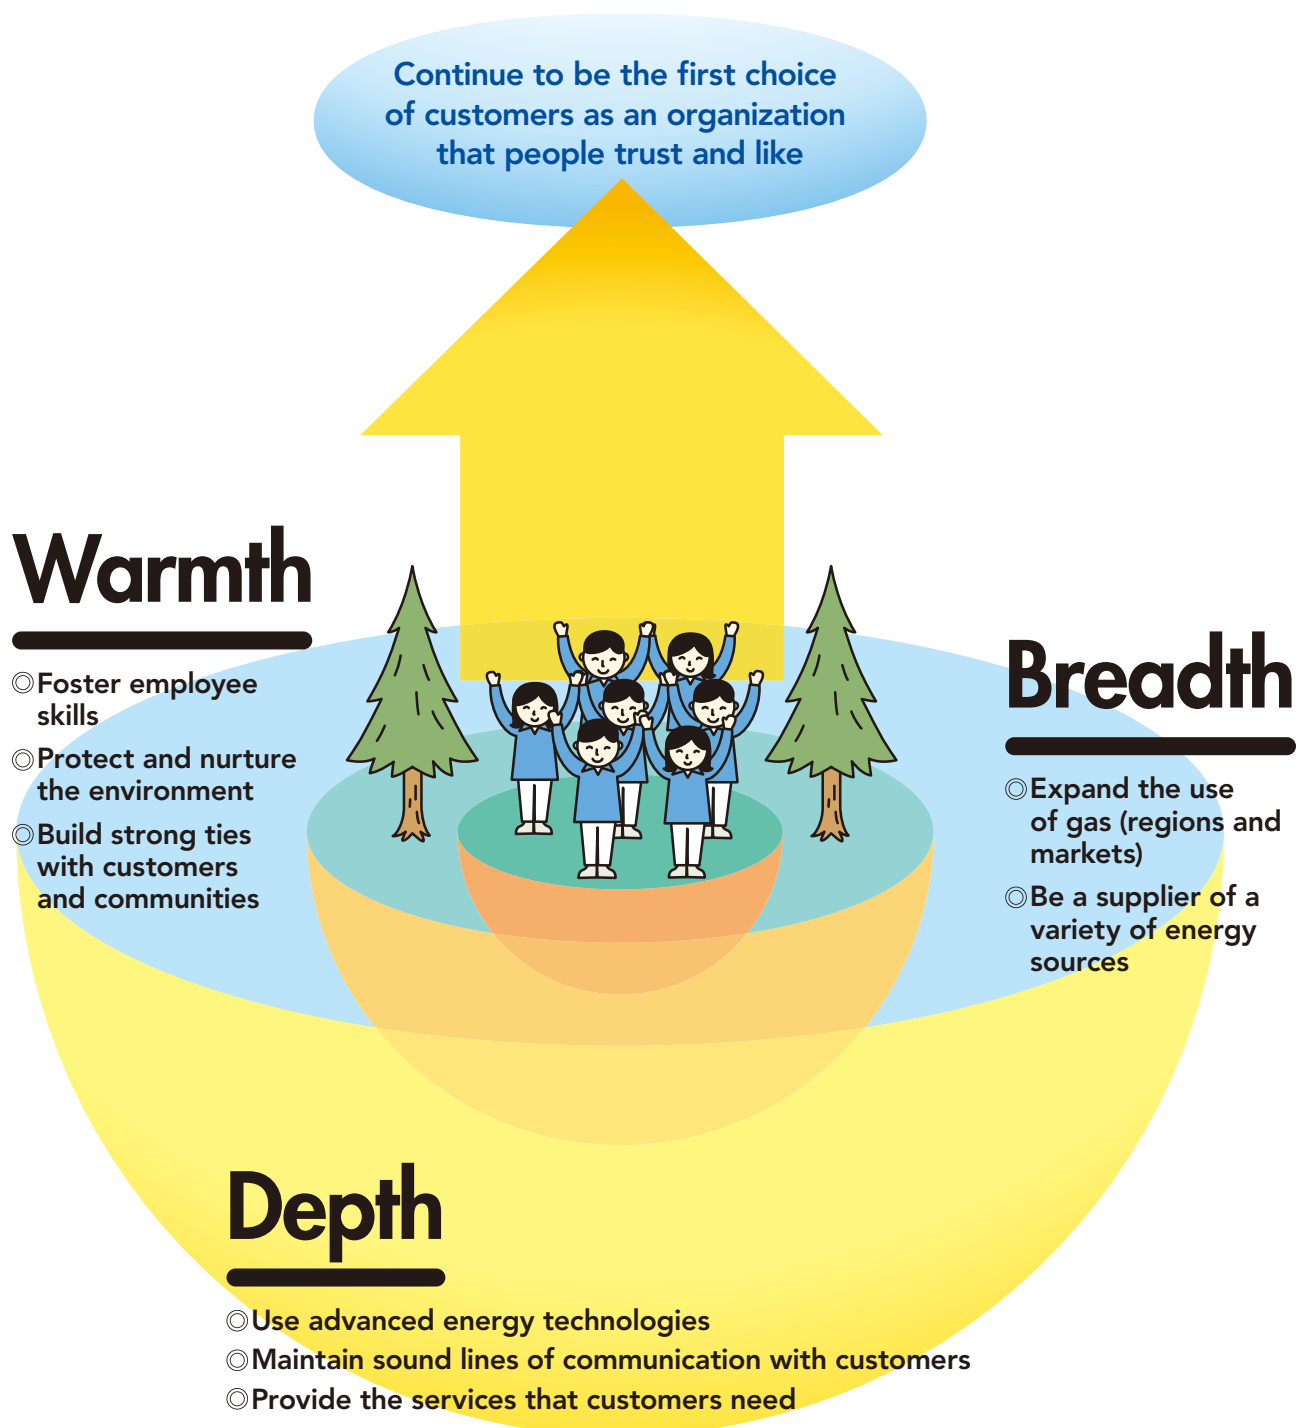 Continue to be the first choice
of customers as an organization
that people trust and like
Warmth
◎Foster employee
skills
◎Protect and nurture
the environment
◎Build strong ties
with customers
and communities
Breadth
◎Expand the use
of gas (regions and
markets)
◎Be a supplier of a
variety of energy
sources
Depth
◎Use advanced energy technologies
◎Maintain sound lines of communication with customers
◎Provide the services that customers need